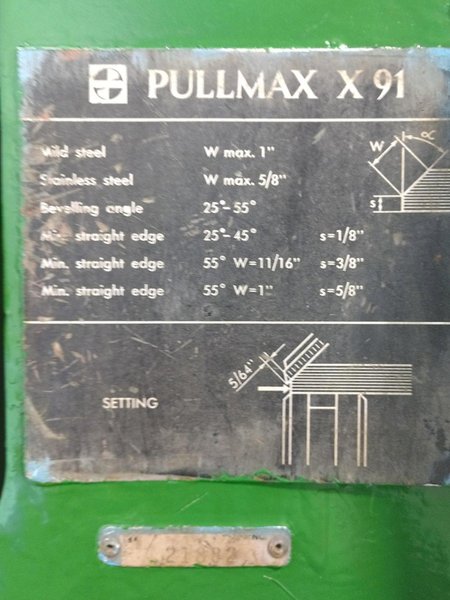 PULLMAX X 91
Mild steel W max. 1"
Stainless steel W max. 5/8"
Bevelling angle 25°-55°
Min. straight edge 25°-45° s=1/8"
Min. straight edge 55° W=11/16" s=3/8"
Min. straight edge 55° W=1" s=5/8"
W α
s
5/64"
SETTING